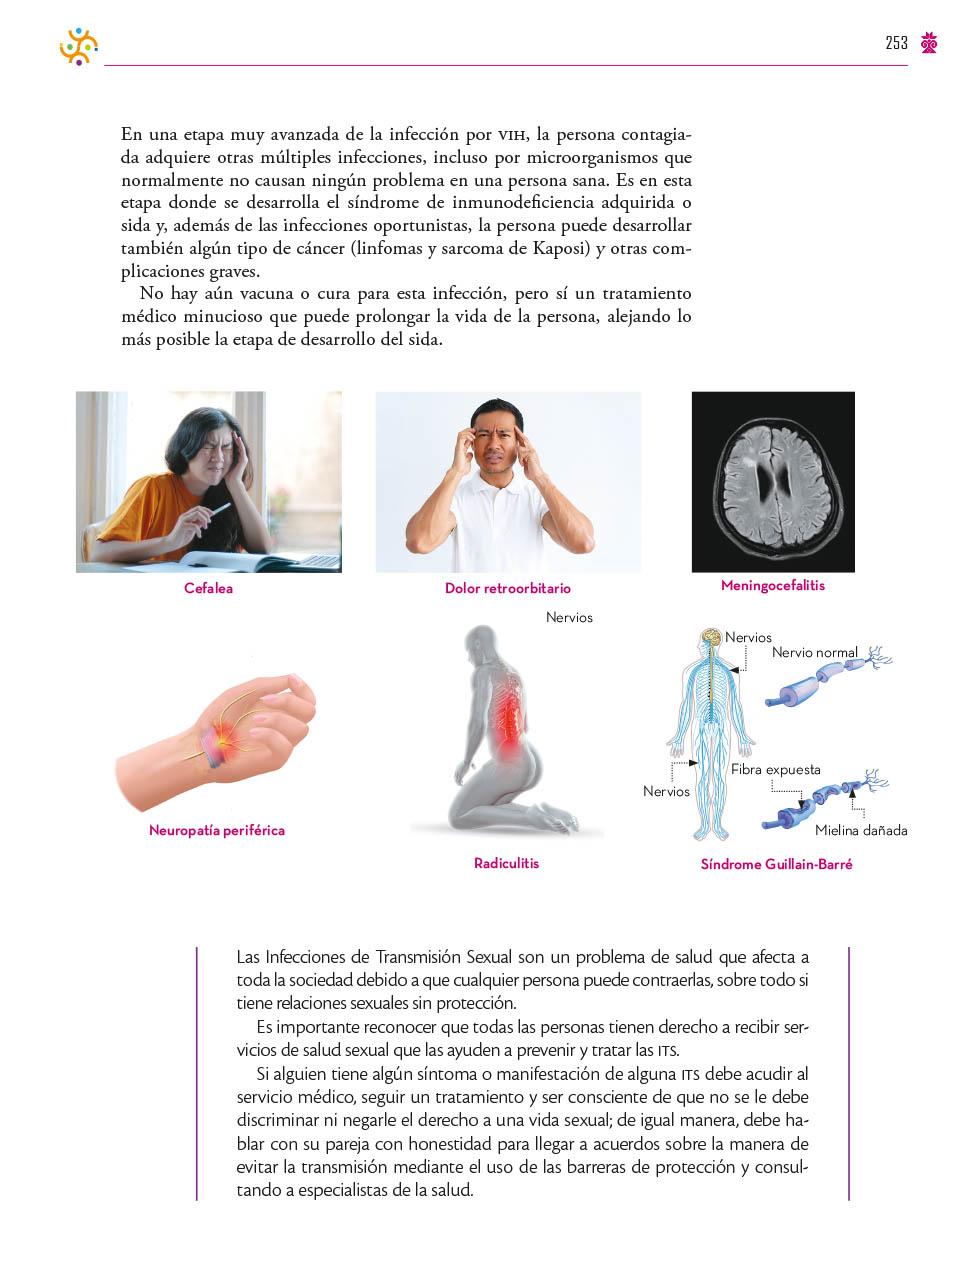 253
En una etapa muy avanzada de la infección por VIH, la persona contagia-
da adquiere otras múltiples infecciones, incluso por microorganismos que
normalmente no causan ningún problema en una persona sana. Es en esta
etapa donde se desarrolla el síndrome de inmunodeficiencia adquirida o
sida y, además de las infecciones oportunistas, la persona puede desarrollar
también algún tipo de cáncer (linfomas y sarcoma de Kaposi) y otras com-
plicaciones graves.
No hay aún vacuna o cura para esta infección, pero sí un tratamiento
médico minucioso que puede prolongar la vida de la persona, alejando lo
más posible la etapa de desarrollo del sida.
Cefalea
Dolor retroorbitario
Meningocefalitis
Nervios
Nervios
Nervio normal
Fibra expuesta
Nervios
Mielina dañada
Neuropatía periférica
Radiculitis
Síndrome Guillain-Barré
Las Infecciones de Transmisión Sexual son un problema de salud que afecta a
toda la sociedad debido a que cualquier persona puede contraerlas, sobre todo si
tiene relaciones sexuales sin protección.
Es importante reconocer que todas las personas tienen derecho a recibir ser-
vicios de salud sexual que las ayuden a prevenir y tratar las ITS.
Si alguien tiene algún síntoma o manifestación de alguna ITS debe acudir al
servicio médico, seguir un tratamiento y ser consciente de que no se le debe
discriminar ni negarle el derecho a una vida sexual; de igual manera, debe ha-
blar con su pareja con honestidad para llegar a acuerdos sobre la manera de
evitar la transmisión mediante el uso de las barreras de protección y consul-
tando a especialistas de la salud.